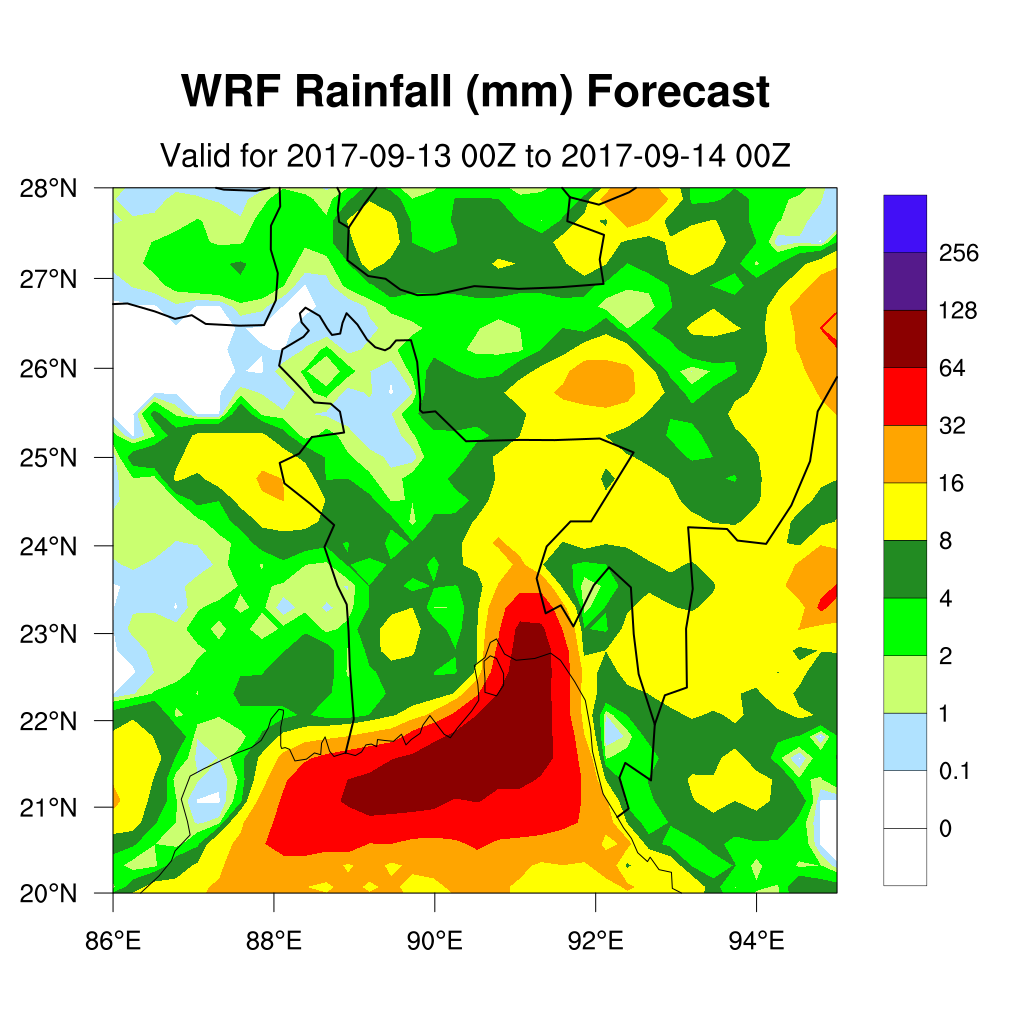 WRF Rainfall (mm) Forecast
Valid for 2017-09-13 00Z to 2017-09-14 00Z
28°N
27°N
26°N
25°N
24°N
23°N
22°N
21°N
20°N
86°E 88°E 90°E 92°E 94°E
256
128
64
32
16
8
4
2
1
0.1
0